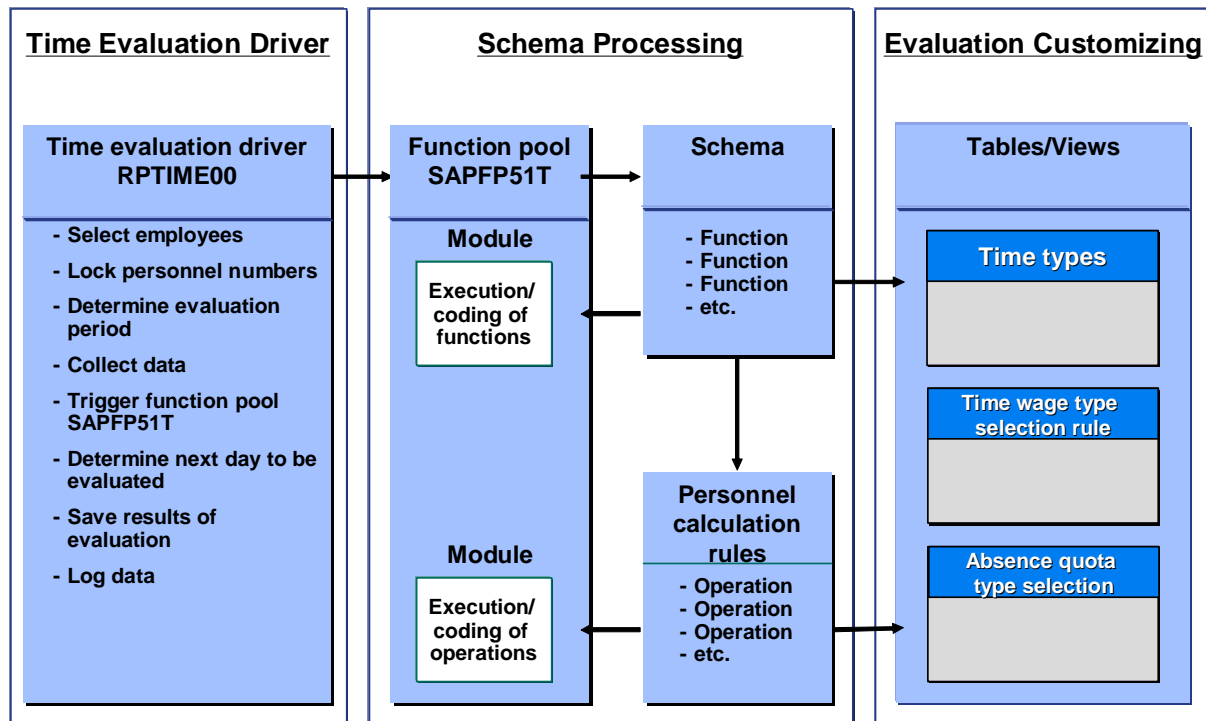 Time Evaluation Driver
Time evaluation driver
RPTIME00
- Select employees
- Lock personnel numbers
- Determine evaluation
period
- Collect data
- Trigger function pool
SAPFP51T
- Determine next day to be
evaluated
- Save results of
evaluation
- Log data
Schema Processing
Function pool
SAPFP51T
Module
Execution/
coding of
functions
Module
Execution/
coding of
operations
Schema
- Function
- Function
- Function
- etc.
Personnel
calculation
rules
- Operation
- Operation
- Operation
- etc.
Evaluation Customizing
Tables/Views
Time types
Time wage type
selection rule
Absence quota
type selection